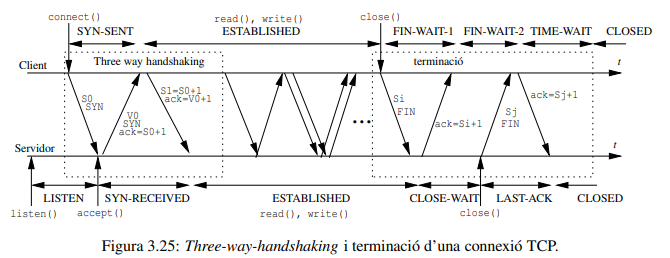 connect()
read(), write()
close()
SYN-SENT
ESTABLISHED
FIN-WAIT-1
FIN-WAIT-2
TIME-WAIT
CLOSED
Client
Three way handshaking
terminació
t
S0
SYN
V0
SYN
ack=S0+1
S1=S0+1
ack=V0+1
...
Si
FIN
ack=Si+1
Sj
FIN
ack=Sj+1
Servidor
t
LISTEN
SYN-RECEIVED
ESTABLISHED
CLOSE-WAIT
LAST-ACK
CLOSED
listen()
accept()
read(), write()
close()
Figura 3.25: Three-way-handshaking i terminació d'una connexió TCP.